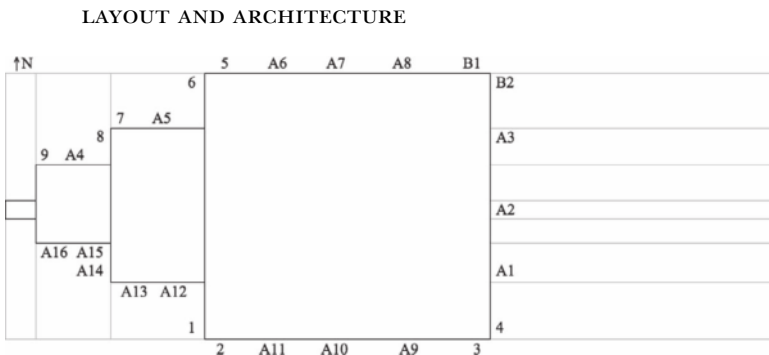 LAYOUT AND ARCHITECTURE
↑N 5 A6 A7 A8 B1
6 B2
7 A5
8 A3
9 A4
A2
A16 A15
A14 A1
A13 A12
1 4
2 A11 A10 A9 3